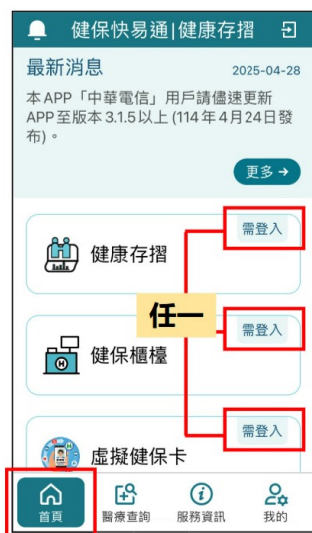 健保快易通|健康存摺
最新消息
2025-04-28
本APP「中華電信」用戶請儘速更新
APP至版本3.1.5以上(114年4月24日發
布)。
更多→
需登入
健康存摺
任一
需登入
健保櫃檯
需登入
虛擬健保卡
首頁
醫療查詢
服務資訊
我的